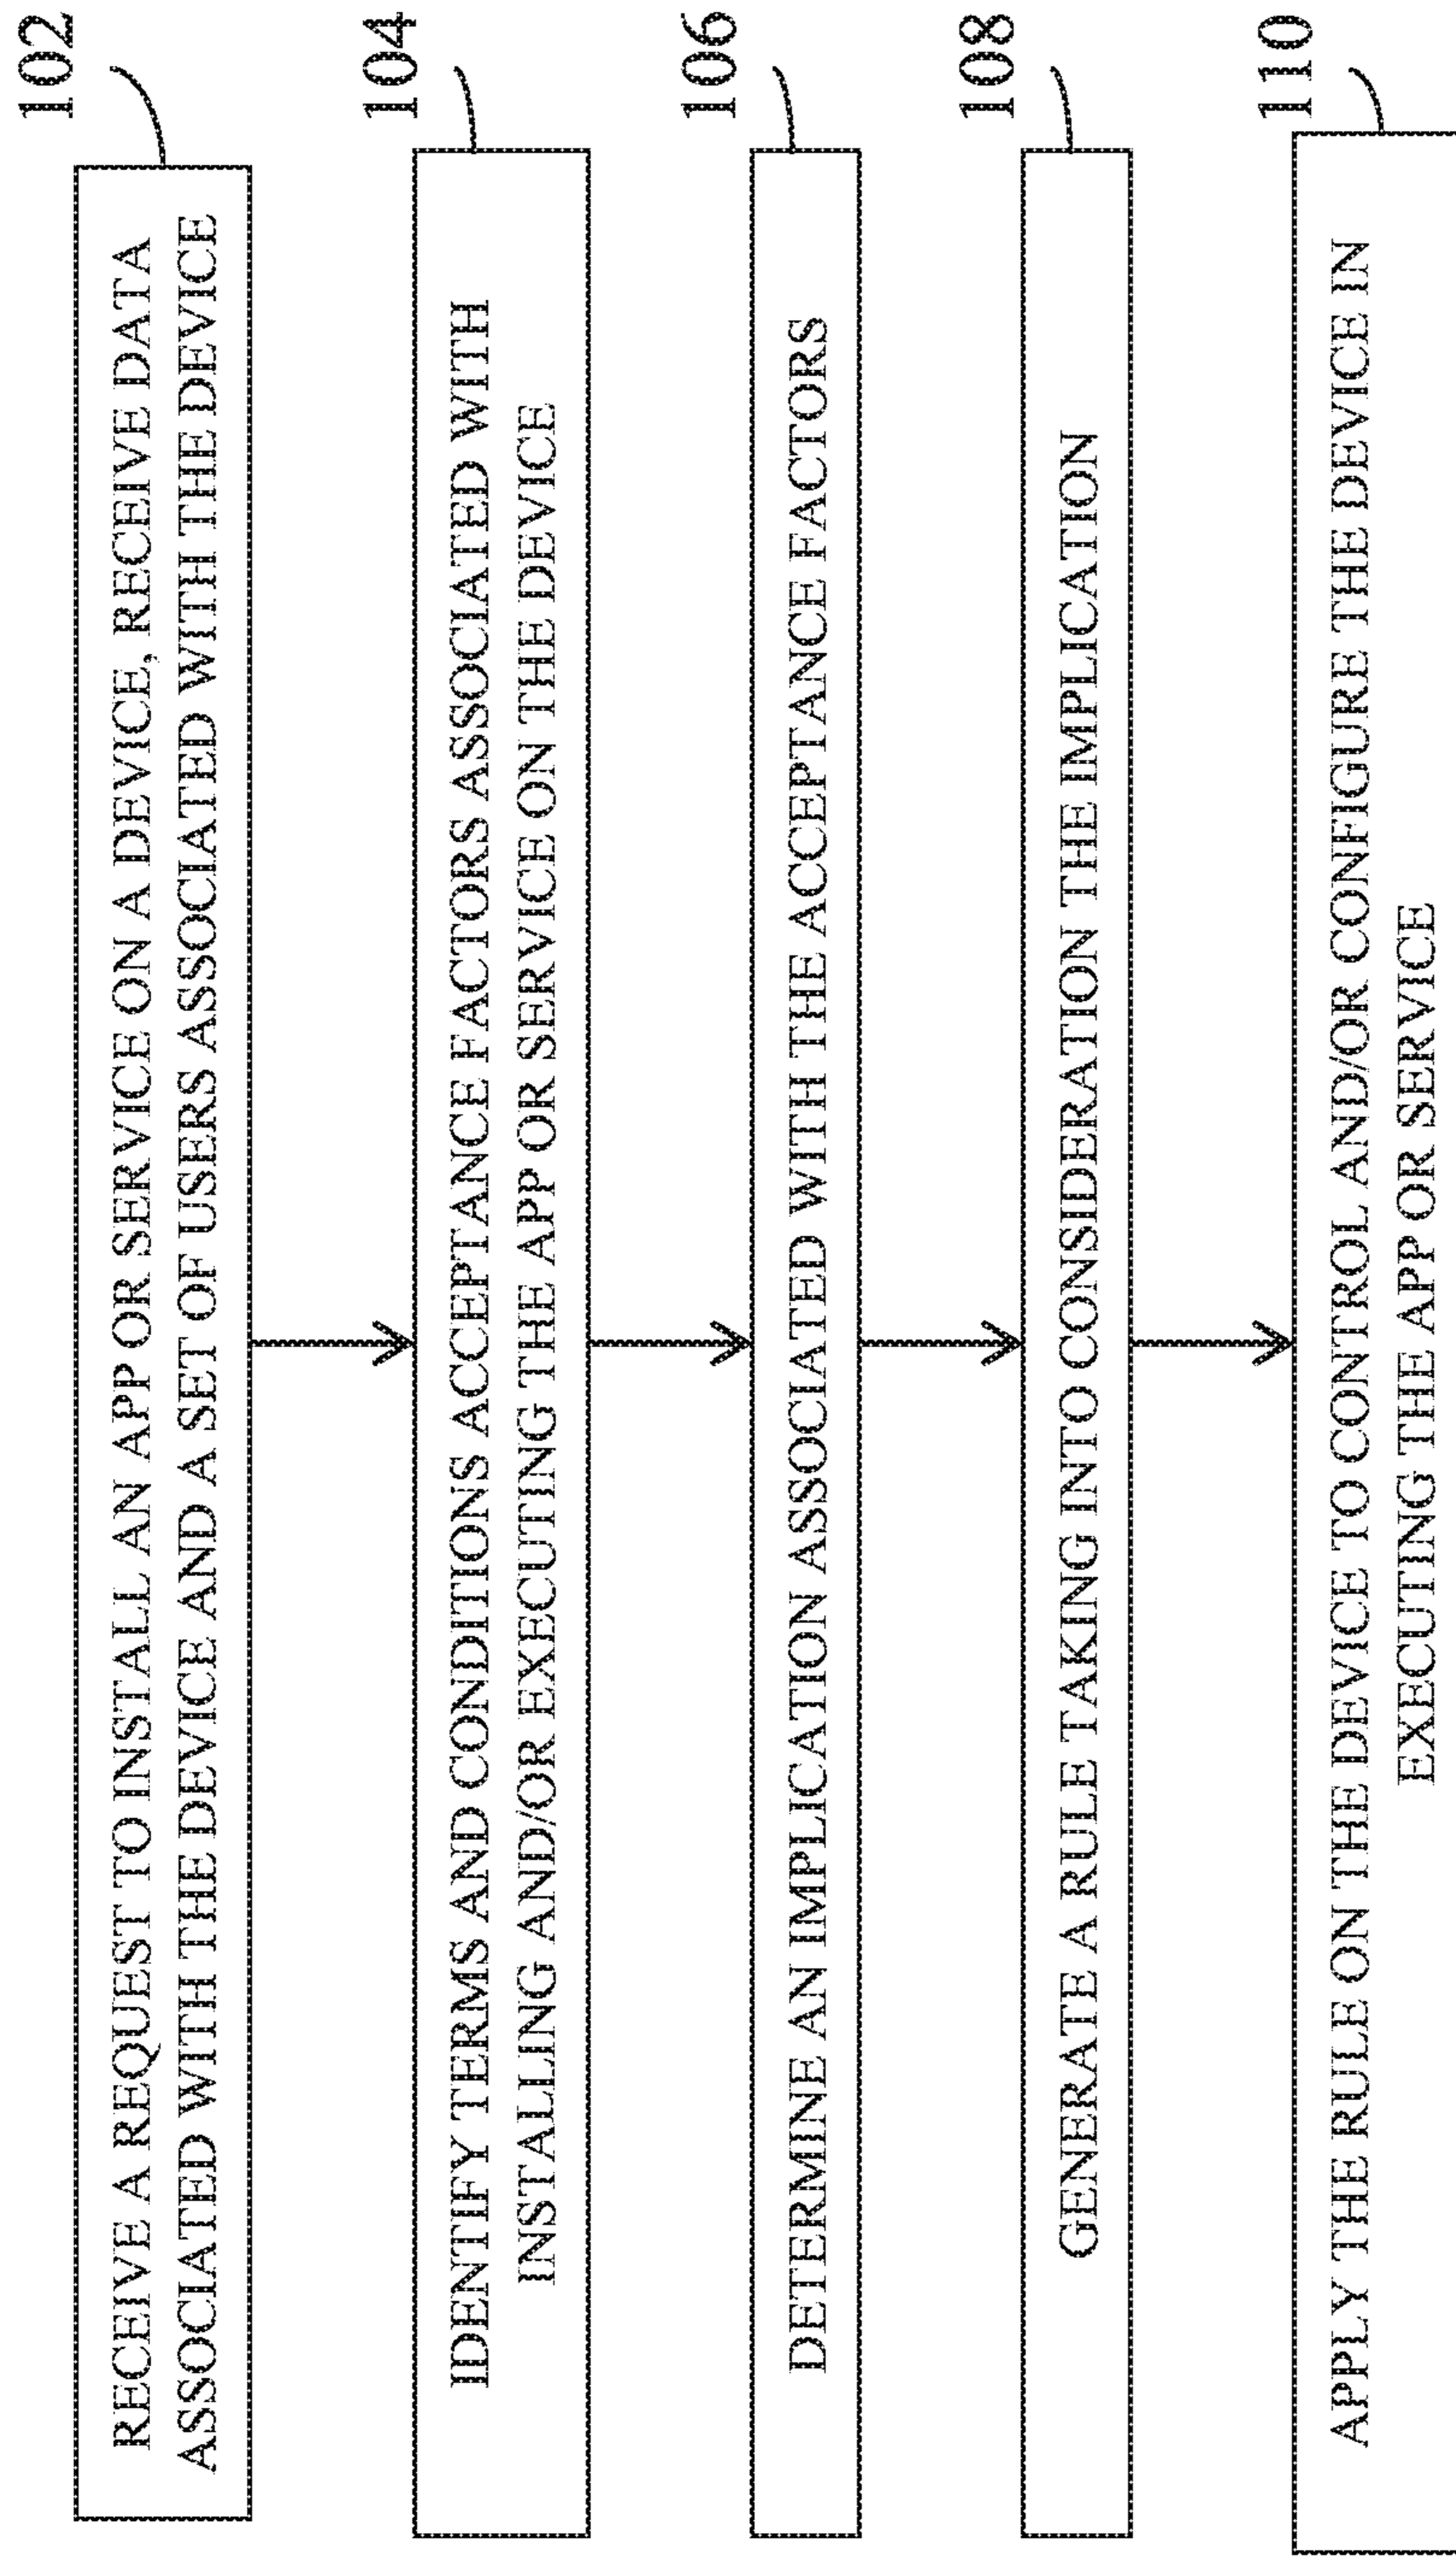 102
RECEIVE A REQUEST TO INSTALL AN APP OR SERVICE ON A DEVICE, RECEIVE DATA
ASSOCIATED WITH THE DEVICE AND A SET OF USERS ASSOCIATED WITH THE DEVICE
104
IDENTIFY TERMS AND CONDITIONS ACCEPTANCE FACTORS ASSOCIATED WITH
INSTALLING AND/OR EXECUTING THE APP OR SERVICE ON THE DEVICE
106
DETERMINE AN IMPLICATION ASSOCIATED WITH THE ACCEPTANCE FACTORS
108
GENERATE A RULE TAKING INTO CONSIDERATION THE IMPLICATION
110
APPLY THE RULE ON THE DEVICE TO CONTROL AND/OR CONFIGURE THE DEVICE IN
EXECUTING THE APP OR SERVICE